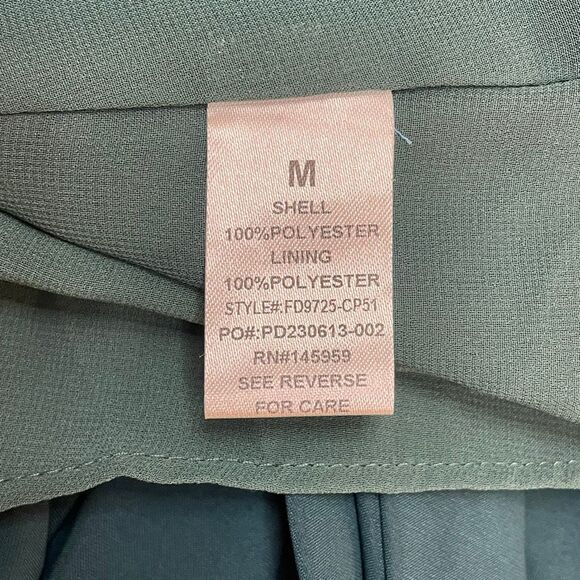 M
SHELL
100%POLYESTER
LINING
100%POLYESTER
STYLE#:FD9725-CP51
PO#:PD230613-002
RN#145959
SEE REVERSE
FOR CARE